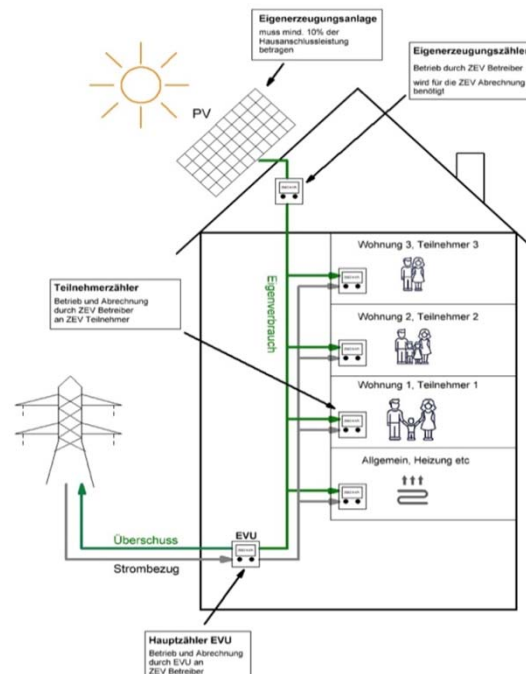 Eigenerzeugungsanlage
muss mind. 10% der
Hausanschlussleistung
betragen
Eigenerzeugungszähler
Betrieb durch ZEV Betreiber
wird für die ZEV Abrechnung
benötigt
PV
Wohnung 3, Teilnehmer 3
Eigenverbrauch
Teilnehmerzähler
Betrieb und Abrechnung
durch ZEV Betreiber
an ZEV Teilnehmer
Wohnung 2, Teilnehmer 2
Wohnung 1, Teilnehmer 1
Allgemein, Heizung etc
Überschuss
EVU
Strombezug
Hauptzähler EVU
Betrieb und Abrechnung
durch EVU an
ZEV Betreiber